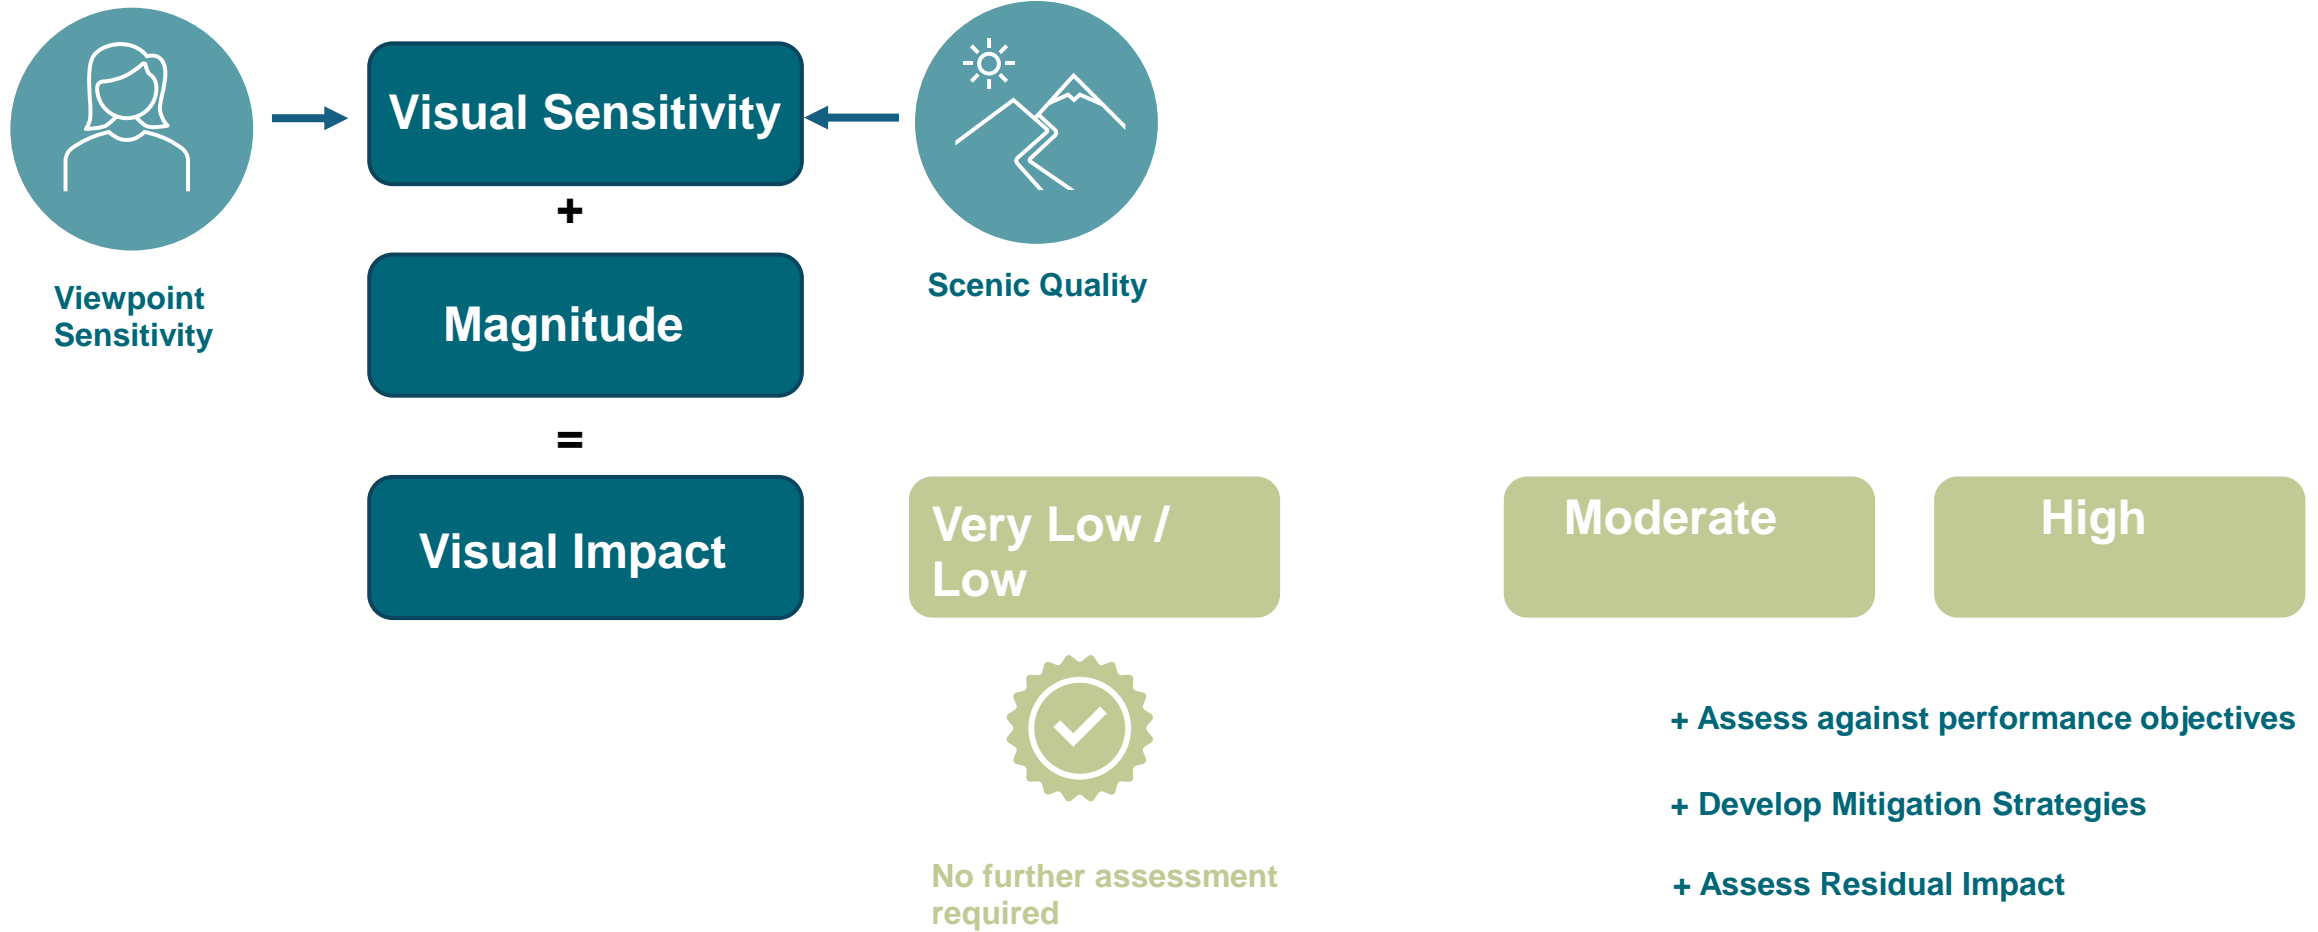 Visual Sensitivity
+
Viewpoint
Sensitivity
Scenic Quality
Magnitude
=
Visual Impact
Very Low /
Low
Moderate
High
No further assessment
required
+ Assess against performance objectives
+ Develop Mitigation Strategies
+ Assess Residual Impact